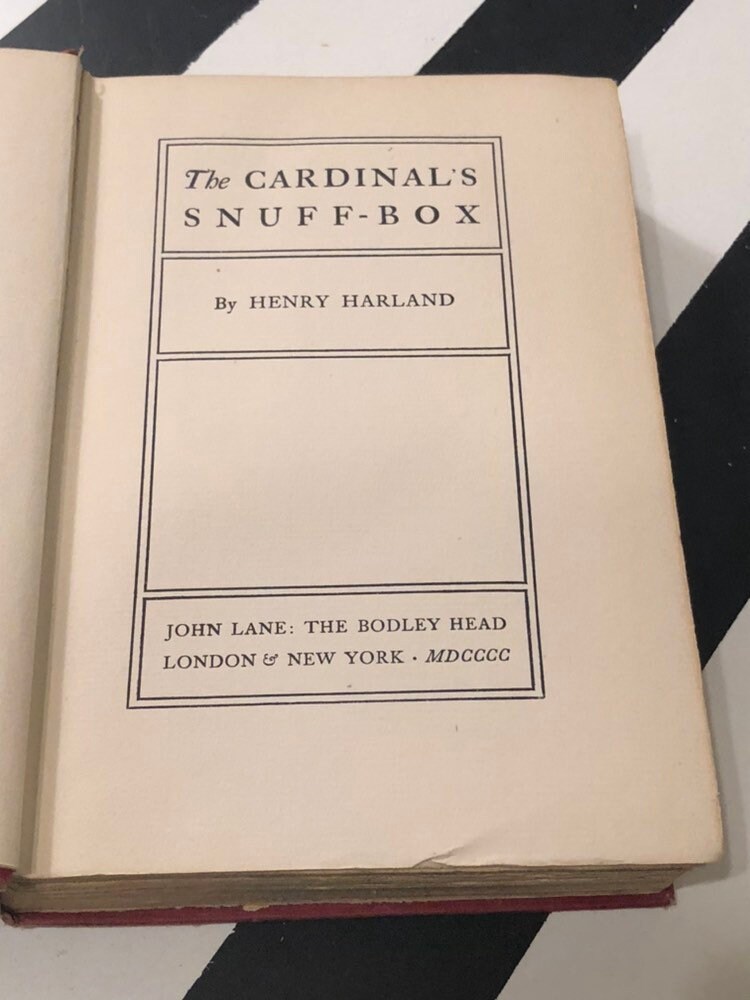 The CARDINAL'S
SNUFF-BOX
By HENRY HARLAND
JOHN LANE: THE BODLEY HEAD
LONDON & NEW YORK · MDCCCC